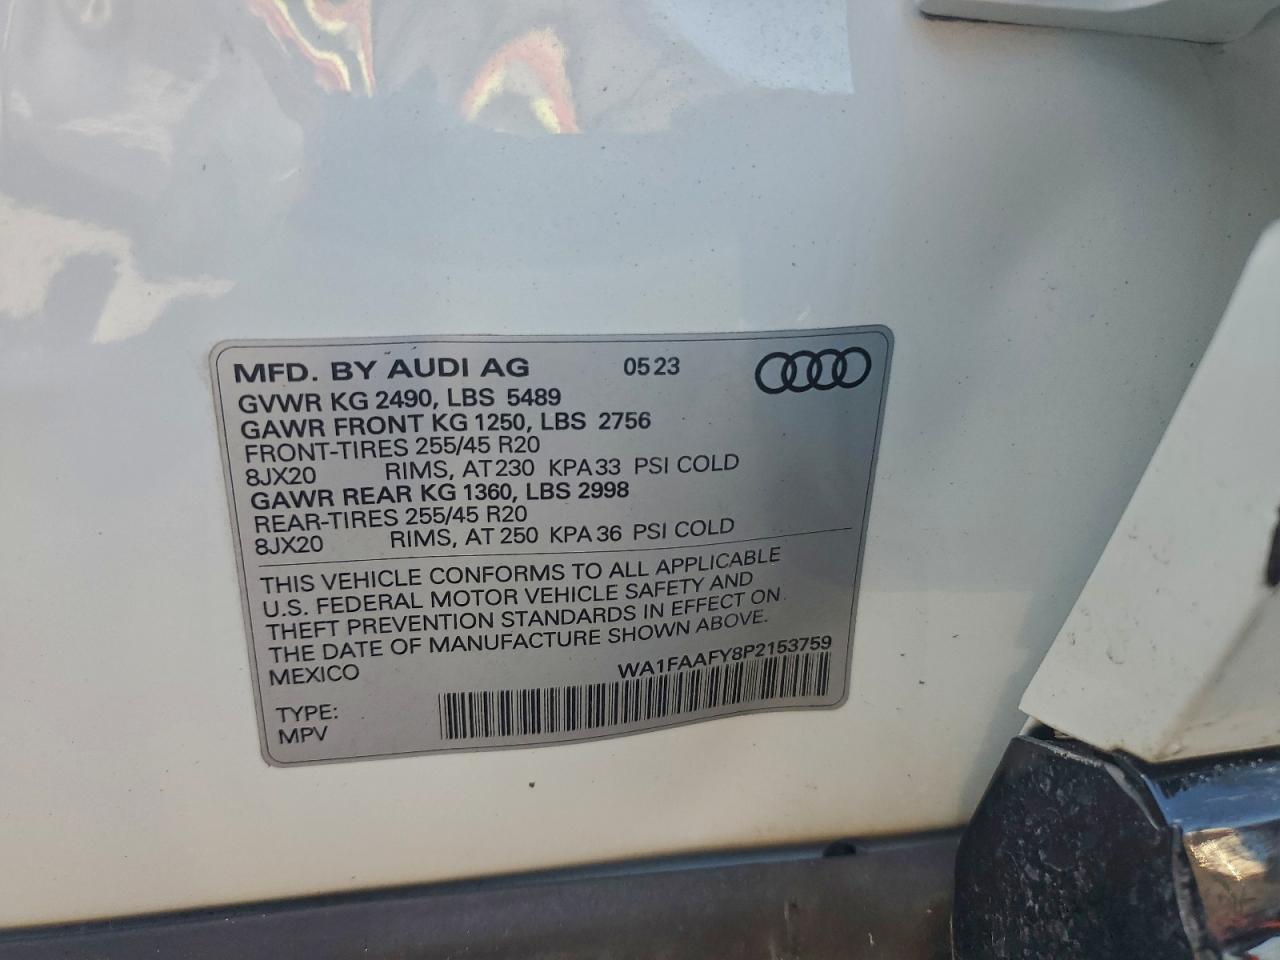 MFD. BY AUDI AG 05 23
GVWR KG 2490, LBS 5489
GAWR FRONT KG 1250, LBS 2756
FRONT-TIRES 255/45 R20
8JX20 RIMS, AT 230 KPA 33 PSI COLD
GAWR REAR KG 1360, LBS 2998
REAR-TIRES 255/45 R20
8JX20 RIMS, AT 250 KPA 36 PSI COLD
THIS VEHICLE CONFORMS TO ALL APPLICABLE
U.S. FEDERAL MOTOR VEHICLE SAFETY AND
THEFT PREVENTION STANDARDS IN EFFECT ON
THE DATE OF MANUFACTURE SHOWN ABOVE.
MEXICO WA1FAAFY8P2153759
TYPE:
MPV